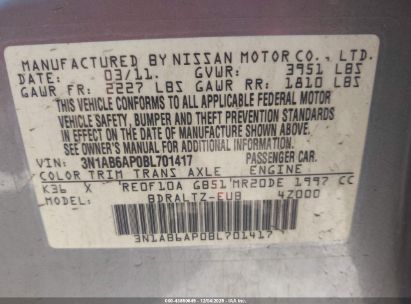 MANUFACTURED BY NISSAN MOTOR CO., LTD.
DATE: 03/11. GVWR: 3951 LBS
GAWR FR: 2227 LBS GAWR RR: 1810 LBS
THIS VEHICLE CONFORMS TO ALL APPLICABLE FEDERAL MOTOR
VEHICLE SAFETY, BUMPER AND THEFT PREVENTION STANDARDS
IN EFFECT ON THE DATE OF MANUFACTURE SHOWN ABOVE.
SEE OWNER'S MANUAL FOR ADDITIONAL INFORMATION
VIN: 3N1AB6AP0BL701417 PASSENGER CAR
COLOR TRIM TRANS AXLE ENGINE
K36 X RE0F10A GB51 MR20DE 1997 CC
MODEL: BDRALTZ-EUB 4Z000
3N1AB6AP0BL701417